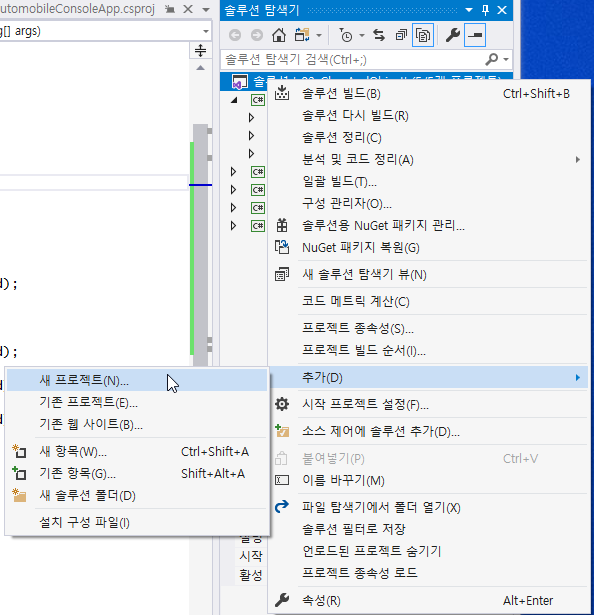 utomobileConsoleApp.csproj
g[] args)
d);
d);
솔루션 탐색기
솔루션 탐색기 검색(Ctrl+;)
C#
C#
C#
C#
C#
솔루션 빌드(B) Ctrl+Shift+B
솔루션 다시 빌드(R)
솔루션 정리(C)
분석 및 코드 정리(A)
일괄 빌드(T)...
구성 관리자(O)...
솔루션용 NuGet 패키지 관리...
NuGet 패키지 복원(G)
새 솔루션 탐색기 뷰(N)
코드 메트릭 계산(C)
프로젝트 종속성(S)...
프로젝트 빌드 순서(I)...
추가(D)
시작 프로젝트 설정(F)...
소스 제어에 솔루션 추가(D)...
붙여넣기(P) Ctrl+V
이름 바꾸기(M)
파일 탐색기에서 폴더 열기(X)
솔루션 필터로 저장
언로드된 프로젝트 숨기기
프로젝트 종속성 로드
속성(R) Alt+Enter
새 프로젝트(N)...
기존 프로젝트(E)...
기존 웹 사이트(B)...
새 항목(W)... Ctrl+Shift+A
기존 항목(G)... Shift+Alt+A
새 솔루션 폴더(D)
설치 구성 파일(I)
시작
활성